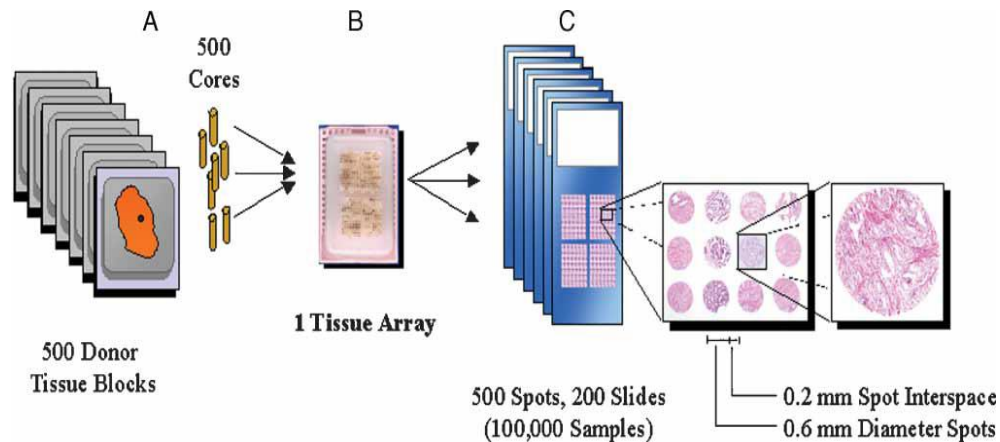 A
B
C
500
Cores
1 Tissue Array
500 Donor
Tissue Blocks
500 Spots, 200 Slides
(100,000 Samples)
0.2 mm Spot Interspace
0.6 mm Diameter Spots